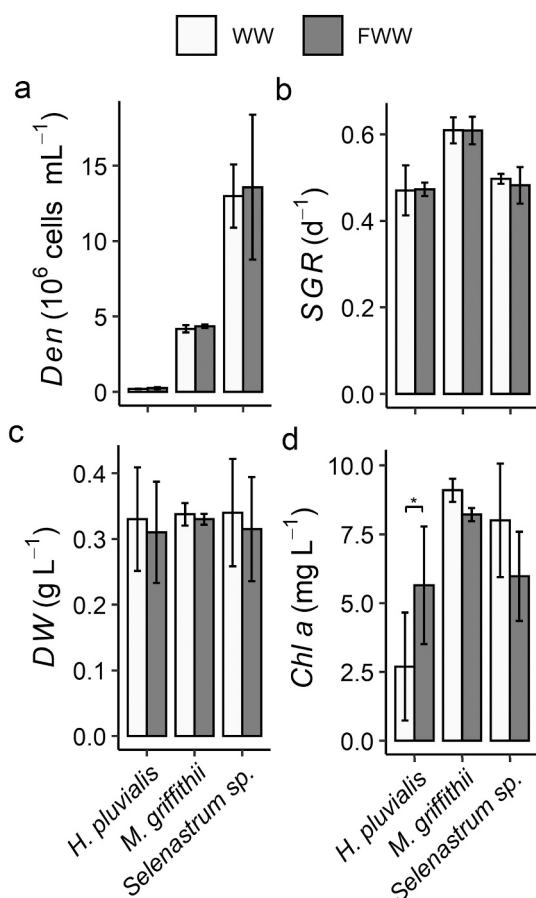 WW FWW
a
Den (10⁶ cells mL⁻¹)
15
10
5
0
b
SGR (d⁻¹)
0.6
0.4
0.2
0.0
c
DW (g L⁻¹)
0.4
0.3
0.2
0.1
0.0
H. pluvialis
M. griffithii
Selenastrum sp.
d
Chl a (mg L⁻¹)
10.0
7.5
5.0
2.5
0.0
*
H. pluvialis
M. griffithii
Selenastrum sp.